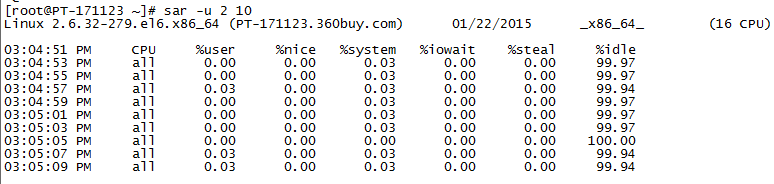 [root@PT-171123 ~]# sar -u 2 10
Linux 2.6.32-279.el6.x86_64 (PT-171123.360buy.com) 01/22/2015 _x86_64_ (16 CPU)
03:04:51 PM CPU %user %nice %system %iowait %steal %idle
03:04:53 PM all 0.00 0.00 0.03 0.00 0.00 99.97
03:04:55 PM all 0.00 0.00 0.03 0.00 0.00 99.97
03:04:57 PM all 0.03 0.00 0.03 0.00 0.00 99.94
03:04:59 PM all 0.00 0.00 0.03 0.00 0.00 99.97
03:05:01 PM all 0.00 0.00 0.03 0.00 0.00 99.97
03:05:03 PM all 0.00 0.00 0.03 0.00 0.00 99.97
03:05:05 PM all 0.00 0.00 0.00 0.00 0.00 100.00
03:05:07 PM all 0.03 0.00 0.03 0.00 0.00 99.94
03:05:09 PM all 0.03 0.00 0.03 0.00 0.00 99.94